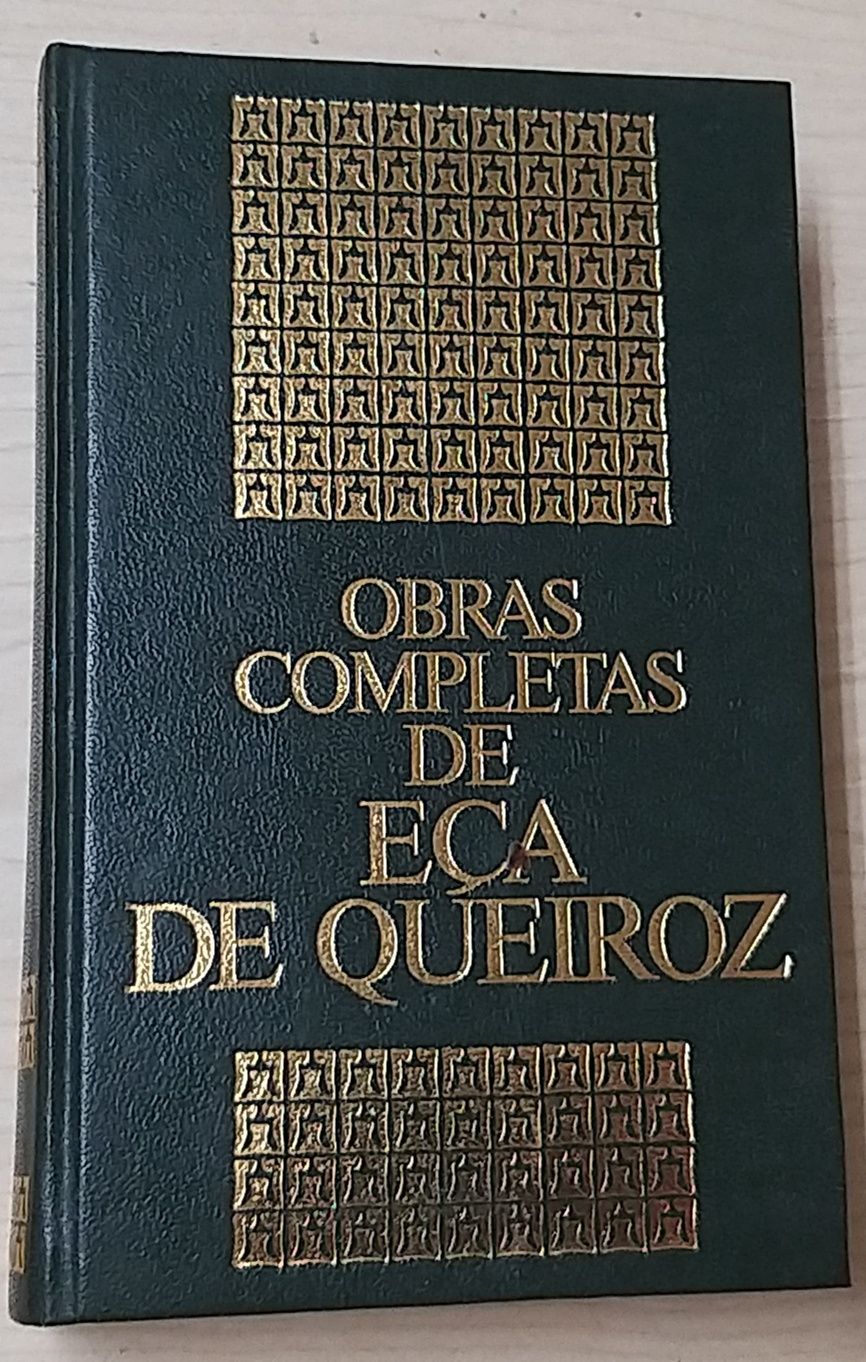 OBRAS
COMPLETAS
DE
EÇA
DE QUEIROZ